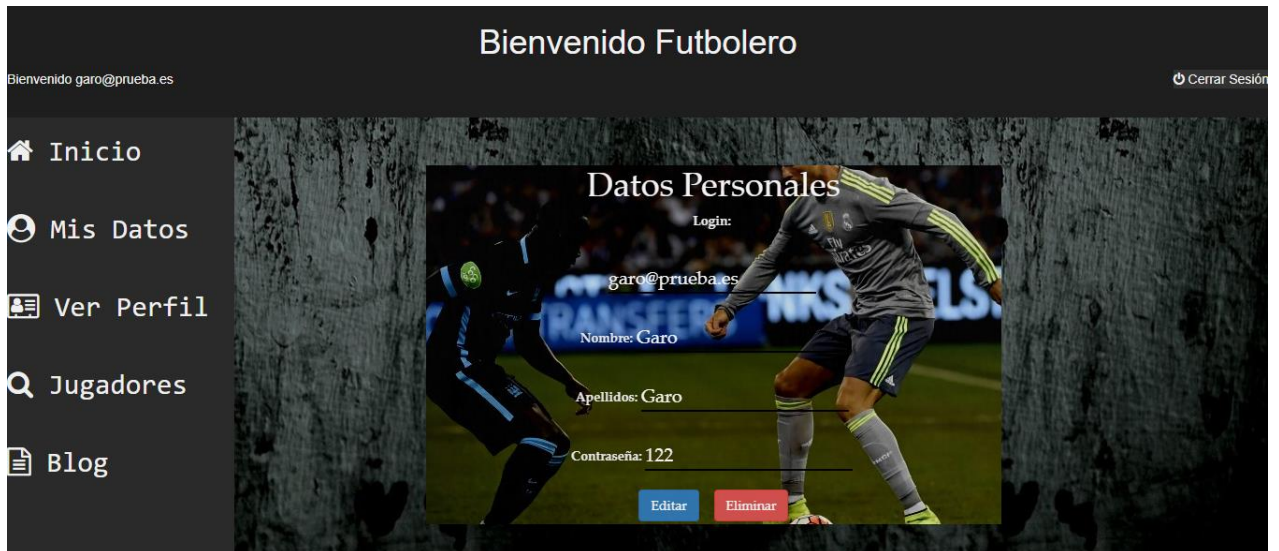 Bienvenido Futbolero
Bienvenido garo@prueba.es
Cerrar Sesión
Inicio
Mis Datos
Ver Perfil
Jugadores
Blog
Datos Personales
Login:
garo@prueba.es
Nombre: Garo
Apellidos: Garo
Contraseña: 122
Editar Eliminar